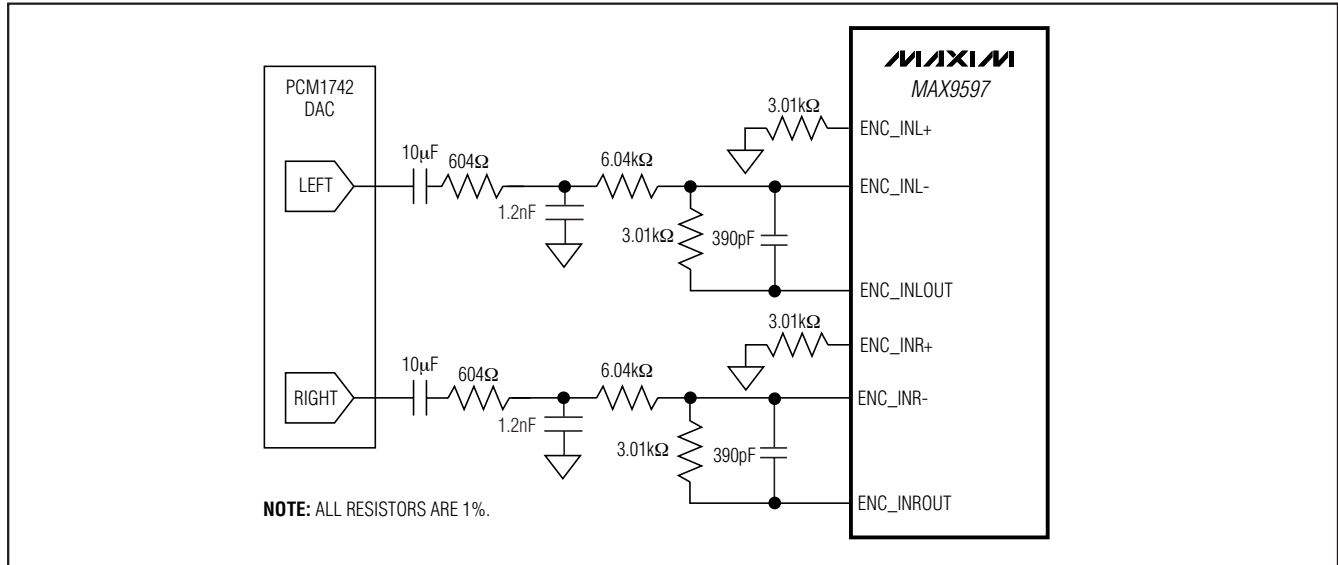 MAXIM
MAX9597
PCM1742
DAC
3.01kΩ
ENC_INL+
10μF
604Ω
6.04kΩ
LEFT
ENC_INL-
1.2nF
3.01kΩ
390pF
ENC_INLOUT
3.01kΩ
ENC_INR+
10μF
604Ω
6.04kΩ
RIGHT
ENC_INR-
1.2nF
3.01kΩ
390pF
ENC_INROUT
NOTE: ALL RESISTORS ARE 1%.